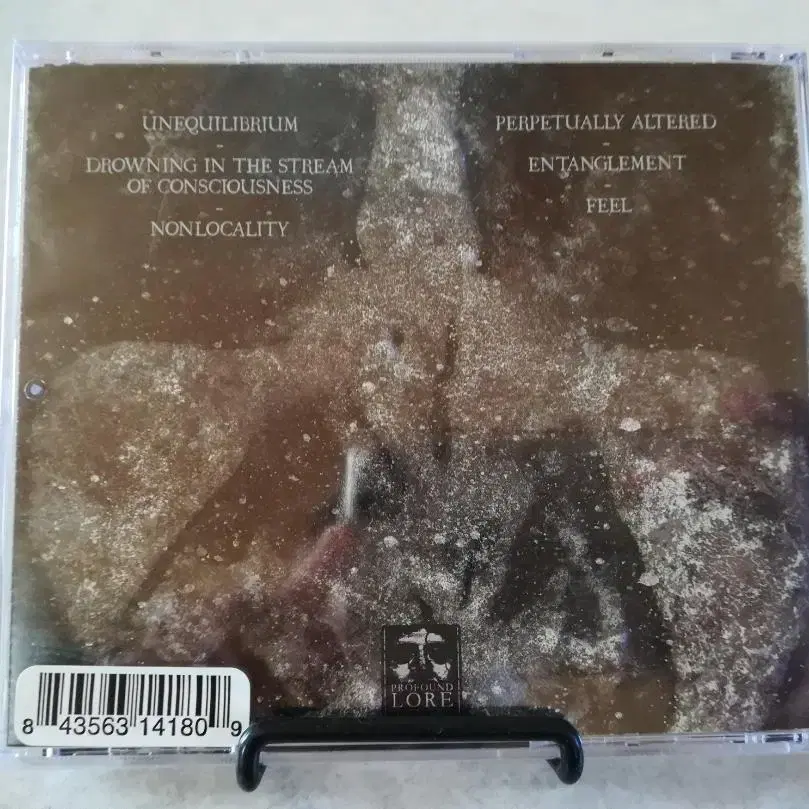 UNEQUILIBRIUM
-
DROWNING IN THE STREAM
OF CONSCIOUSNESS
-
NONLOCALITY
PERPETUALLY ALTERED
-
ENTANGLEMENT
-
FEEL
PROFOUND
LORE
8 43563 14180 9